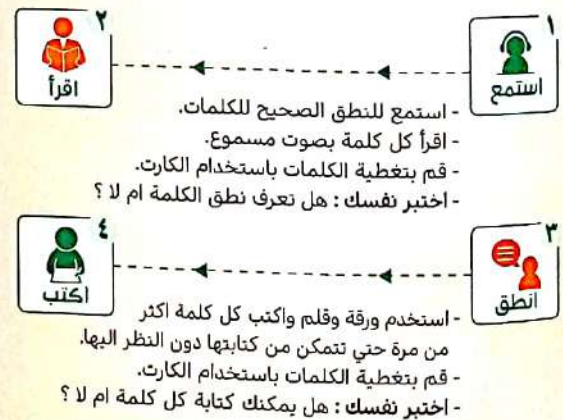 ١
استمع
٢
اقرأ
- استمع للنطق الصحيح للكلمات.
- اقرأ كل كلمة بصوت مسموع.
- قم بتغطية الكلمات باستخدام الكارت.
- اختبر نفسك : هل تعرف نطق الكلمة ام لا ؟
٣
انطق
٤
اكتب
- استخدم ورقة وقلم واكتب كل كلمة اكثر
من مرة حتي تتمكن من كتابتها دون النظر اليها.
- قم بتغطية الكلمات باستخدام الكارت.
- اختبر نفسك : هل يمكنك كتابة كل كلمة ام لا ؟